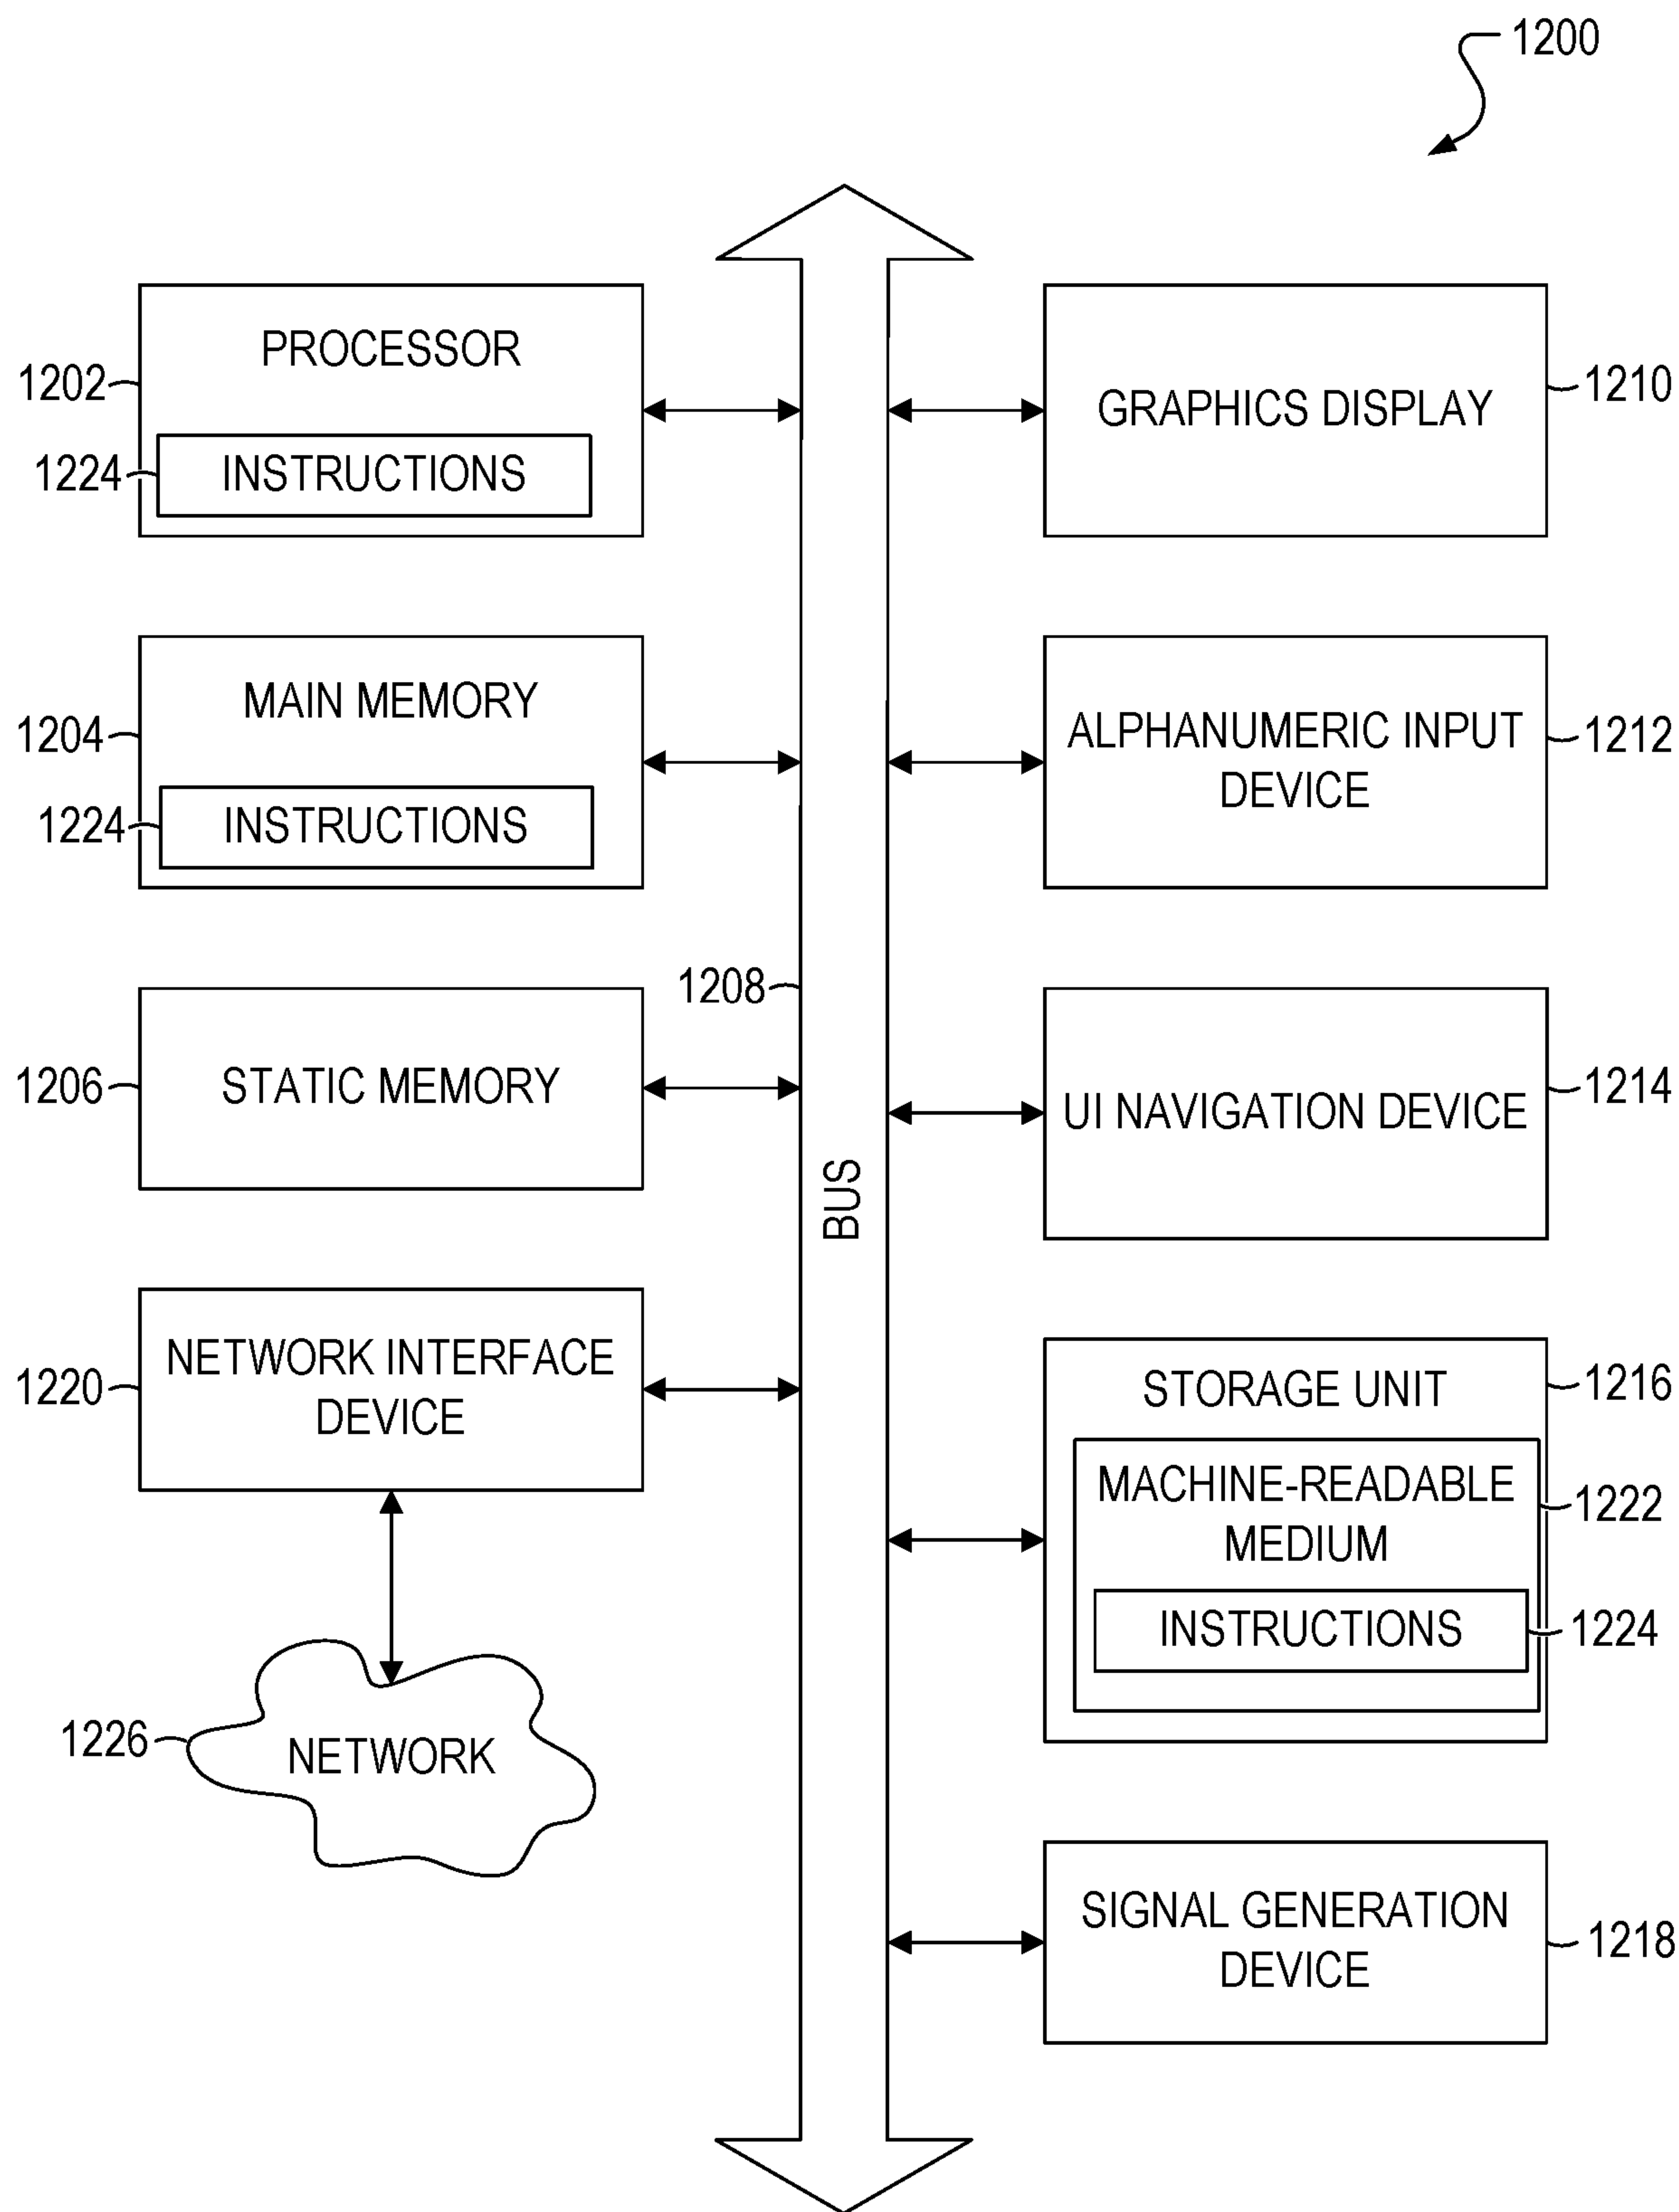 1200
PROCESSOR
1202
1224
INSTRUCTIONS
MAIN MEMORY
1204
1224
INSTRUCTIONS
1208
1206
STATIC MEMORY
BUS
NETWORK INTERFACE
DEVICE
1220
1226
NETWORK
GRAPHICS DISPLAY
1210
ALPHANUMERIC INPUT
DEVICE
1212
UI NAVIGATION DEVICE
1214
STORAGE UNIT
1216
MACHINE-READABLE
MEDIUM
1222
INSTRUCTIONS
1224
SIGNAL GENERATION
DEVICE
1218